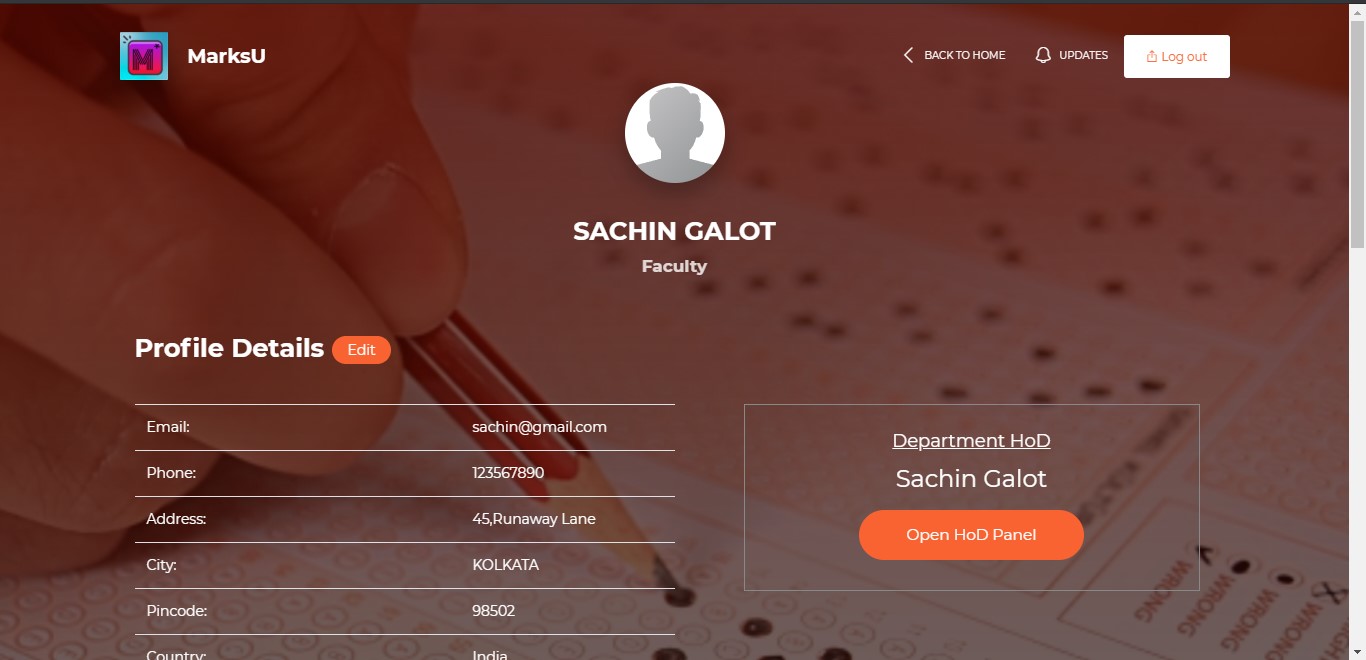 MarksU
BACK TO HOME
UPDATES
Log out
SACHIN GALOT
Faculty
Profile Details
Edit
Email: sachin@gmail.com
Phone: 123567890
Address: 45,Runaway Lane
City: KOLKATA
Pincode: 98502
Country: India
Department HoD
Sachin Galot
Open HoD Panel
WRONG
WRONG
WRONG
WRONG